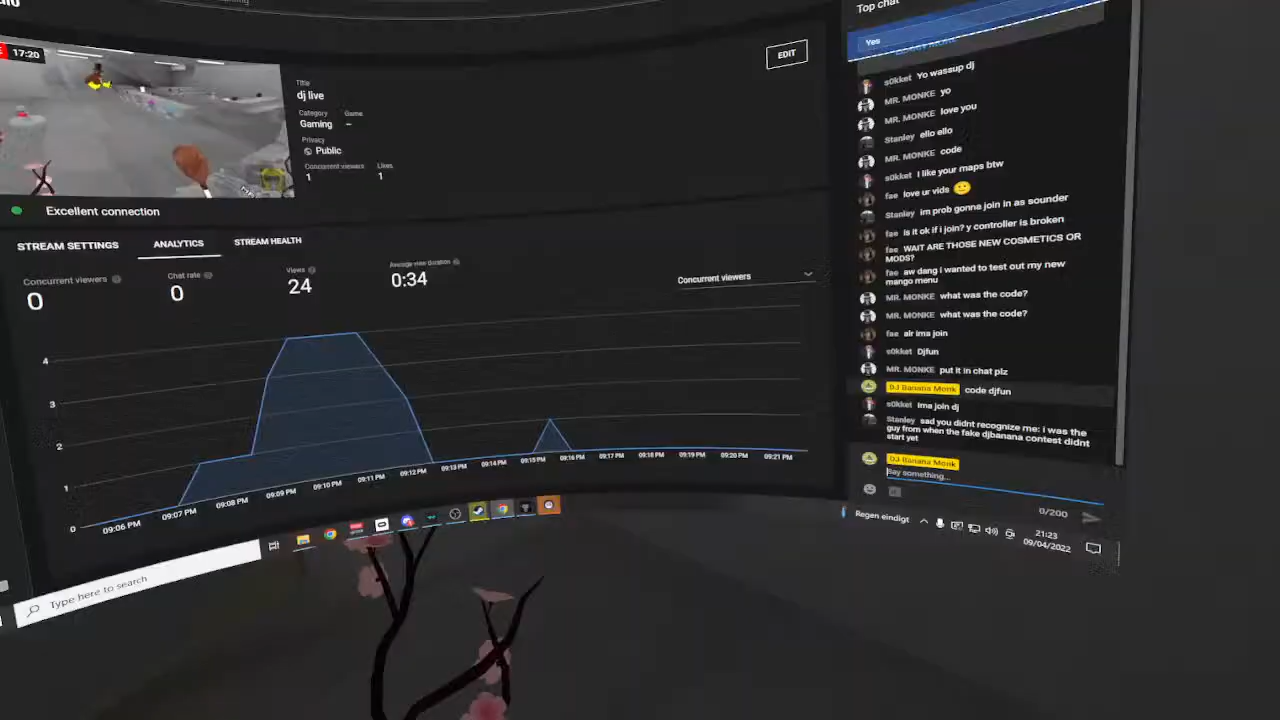 17:20
EDIT
Title
dj live
Category Game
Gaming –
Privacy
Public
Concurrent viewers Likes
1 1
Excellent connection
STREAM SETTINGS ANALYTICS STREAM HEALTH
Concurrent viewers Chat rate Views Average view duration
0 0 24 0:34
Concurrent viewers
4
3
2
1
0
09:06 PM 09:07 PM 09:08 PM 09:09 PM 09:10 PM 09:11 PM 09:12 PM 09:13 PM 09:14 PM 09:15 PM 09:16 PM 09:17 PM 09:18 PM 09:19 PM 09:20 PM 09:21 PM
Type here to search
Top chat
Yes
s0kket Yo wassup dj
MR. MONKE yo
MR. MONKE love you
Stanley ello ello
MR. MONKE code
s0kket I like your maps btw
fae love ur vids
Stanley im prob gonna join in as sounder
fae is it ok if i join? y controller is broken
fae WAIT ARE THOSE NEW COSMETICS OR
MODS?
fae aw dang i wanted to test out my new
mango menu
MR. MONKE what was the code?
MR. MONKE what was the code?
fae alr ima join
s0kket Djfun
MR. MONKE put it in chat plz
DJ Banana Monk code djfun
s0kket Ima join dj
Stanley sad you didnt recognize me: i was the
guy from when the fake djbanana contest didnt
start yet
DJ Banana Monk
Say something...
0/200
Regen eindigt
21:23
09/04/2022